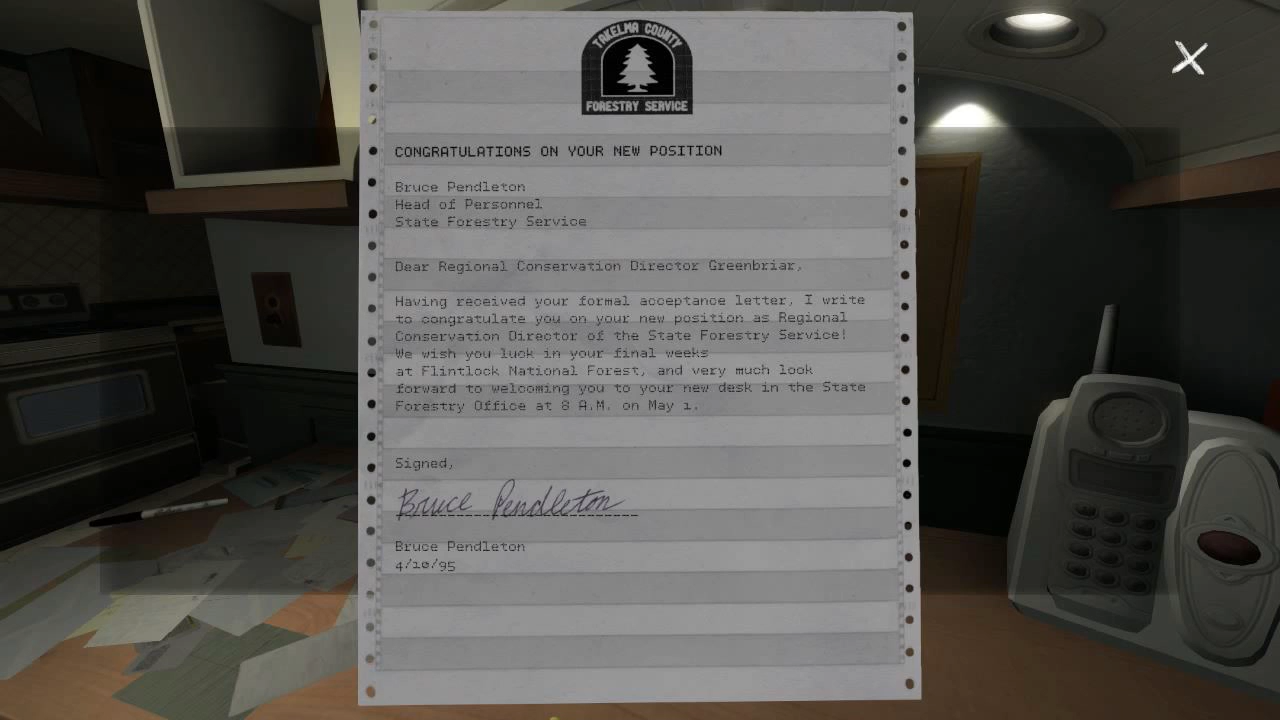 TAKELMA COUNTY
FORESTRY SERVICE
CONGRATULATIONS ON YOUR NEW POSITION
Bruce Pendleton
Head of Personnel
State Forestry Service
Dear Regional Conservation Director Greenbriar,
Having received your formal acceptance letter, I write
to congratulate you on your new position as Regional
Conservation Director of the State Forestry Service!
We wish you luck in your final weeks
at Flintlock National Forest, and very much look
forward to welcoming you to your new desk in the State
Forestry Office at 8 A.M. on May 1.
Signed,
Bruce Pendleton
Bruce Pendleton
4/10/95